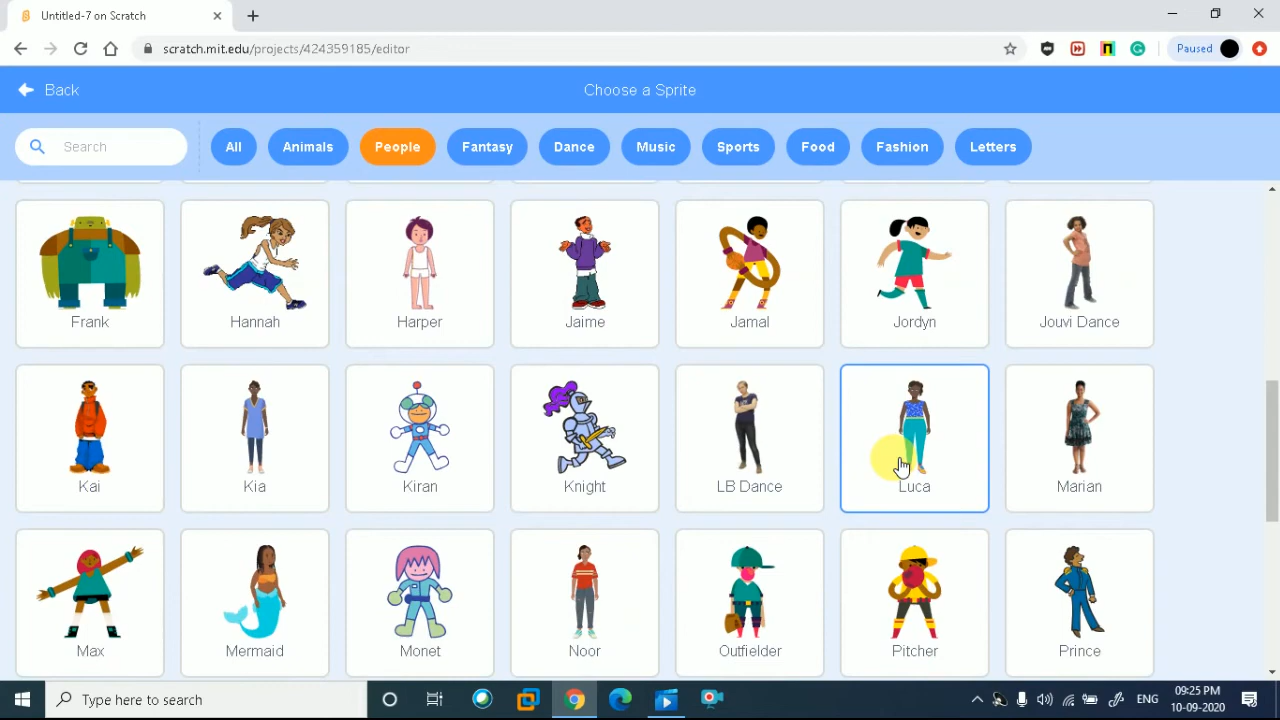 Untitled-7 on Scratch
scratch.mit.edu/projects/424359185/editor
Paused
Back
Choose a Sprite
Search
All
Animals
People
Fantasy
Dance
Music
Sports
Food
Fashion
Letters
Frank
Hannah
Harper
Jaime
Jamal
Jordyn
Jouvi Dance
Kai
Kia
Kiran
Knight
LB Dance
Luca
Marian
Max
Mermaid
Monet
Noor
Outfielder
Pitcher
Prince
Type here to search
ENG
09:25 PM
10-09-2020